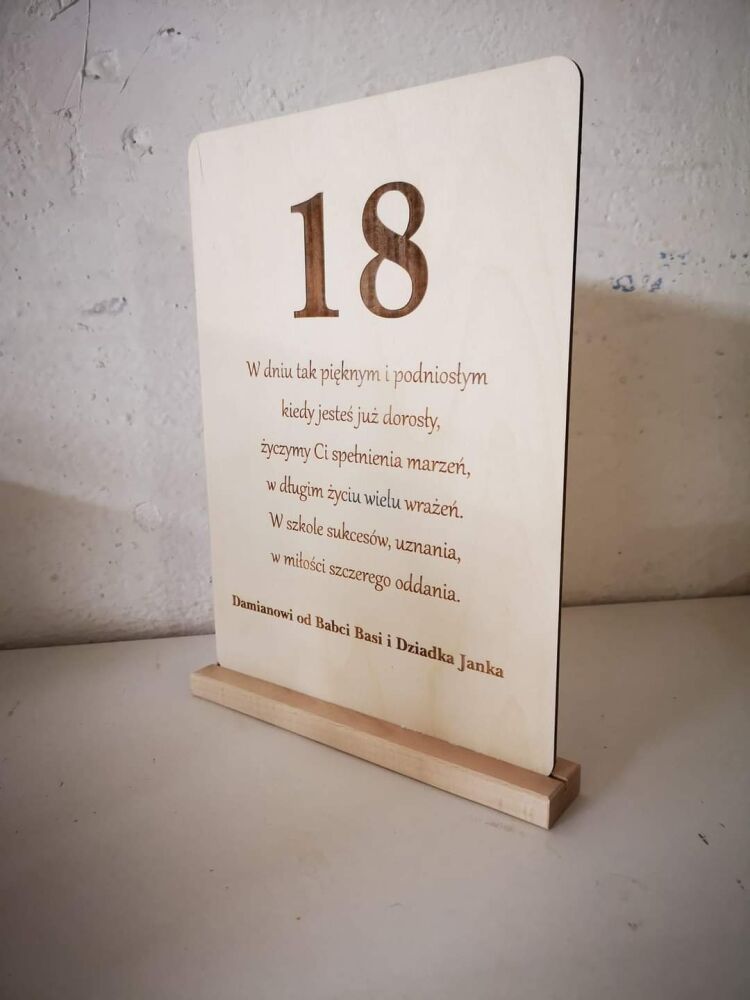 18
W dniu tak pięknym i podniosłym
kiedy jesteś już dorosły,
życzymy Ci spełnienia marzeń,
w długim życiu wielu wrażeń.
W szkole sukcesów, uznania,
w miłości szczerego oddania.
Damianowi od Babci Basi i Dziadka Janka